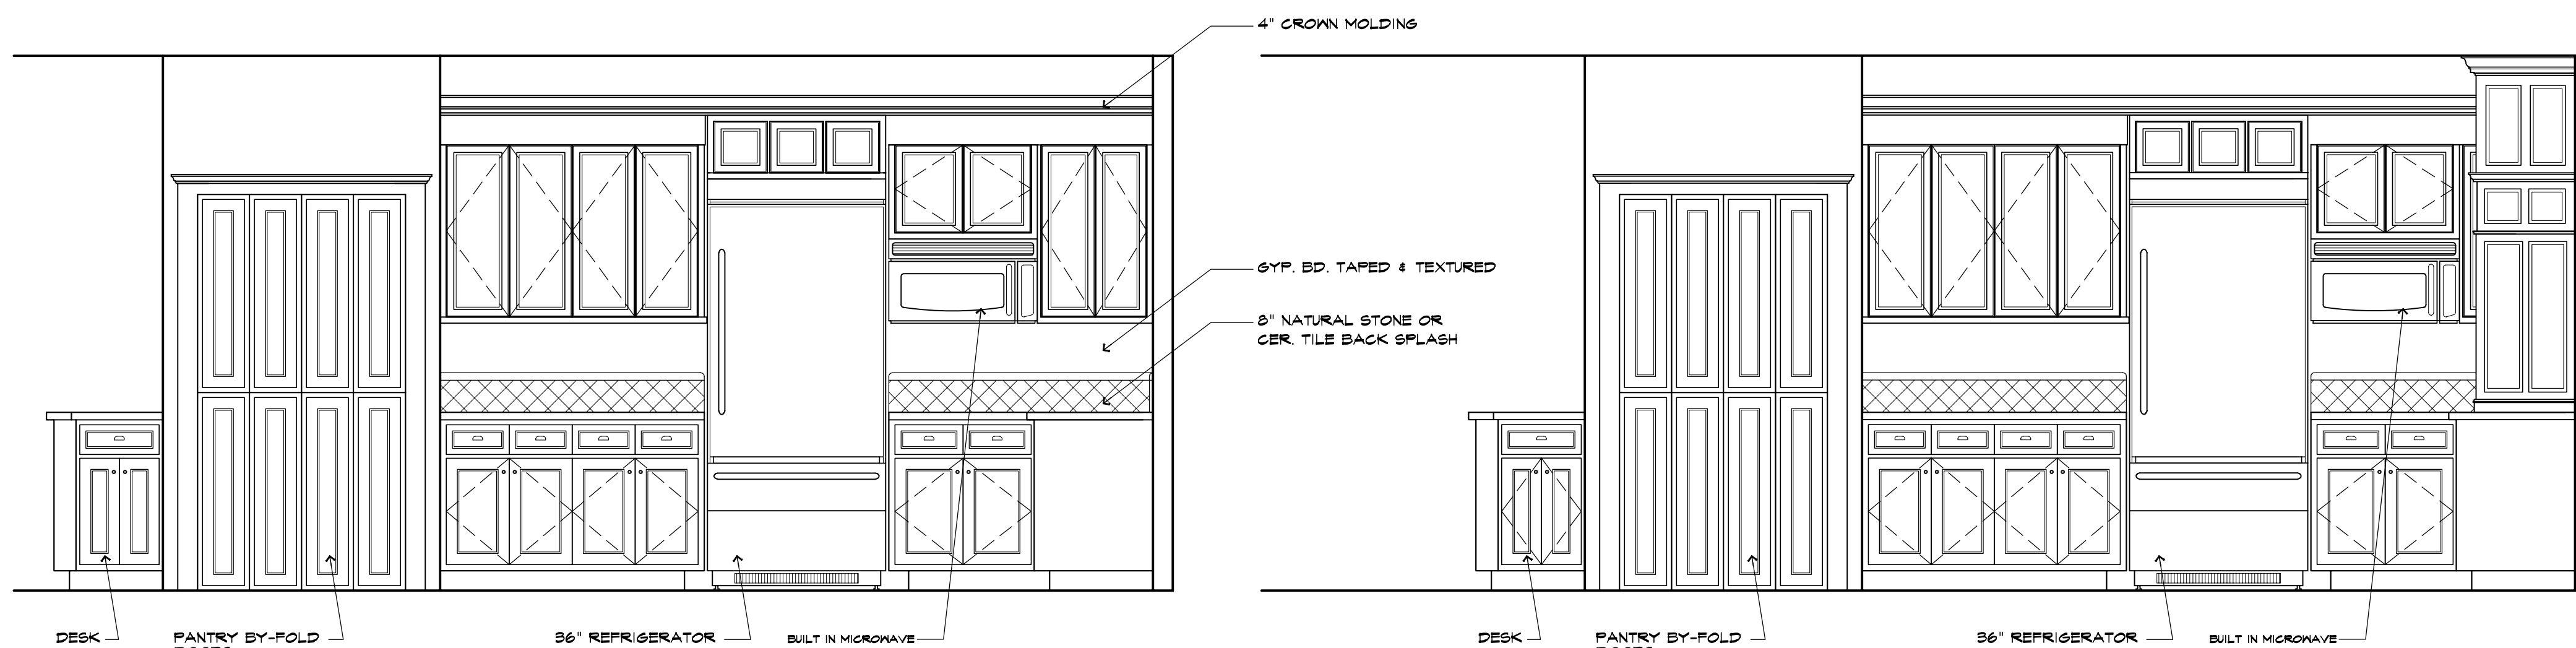 4" CROWN MOLDING
GYP. BD. TAPED & TEXTURED
8" NATURAL STONE OR
CER. TILE BACK SPLASH
DESK
PANTRY BY-FOLD
36" REFRIGERATOR
BUILT IN MICROWAVE
DESK
PANTRY BY-FOLD
36" REFRIGERATOR
BUILT IN MICROWAVE